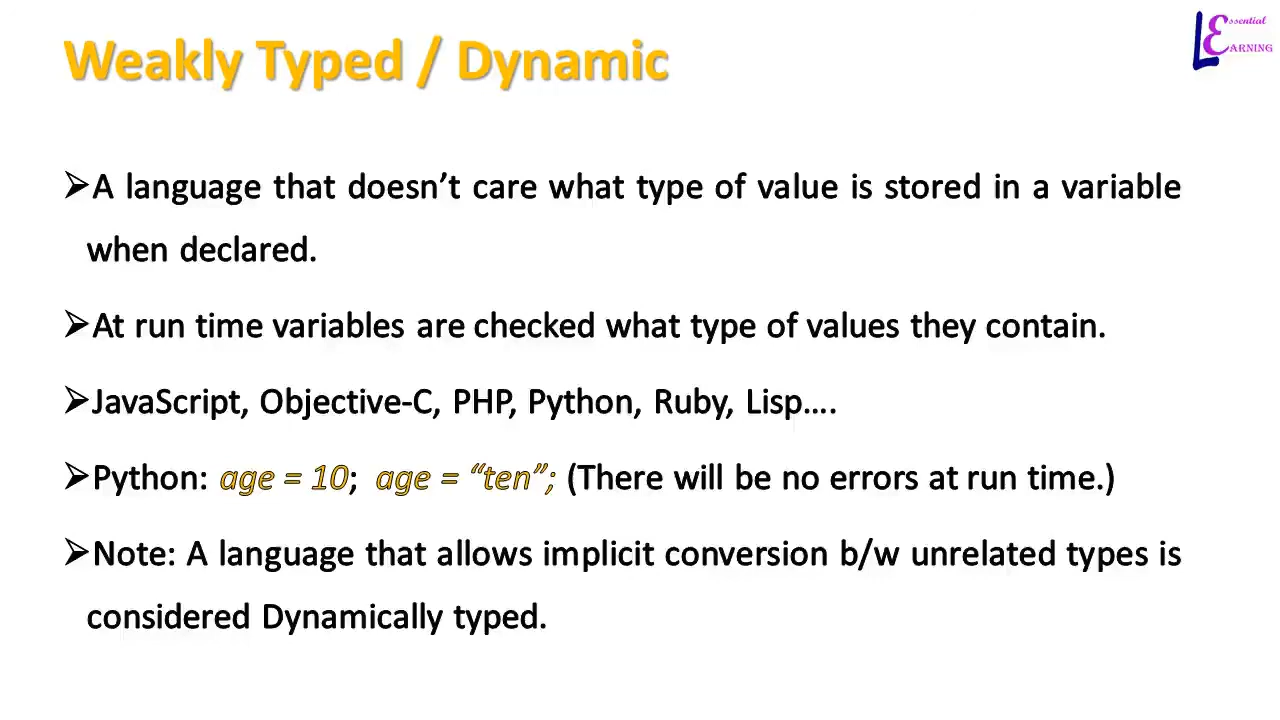 Weakly Typed / Dynamic
Essential
LEARNING
➢A language that doesn’t care what type of value is stored in a variable
when declared.
➢At run time variables are checked what type of values they contain.
➢JavaScript, Objective-C, PHP, Python, Ruby, Lisp….
➢Python: age = 10; age = “ten”; (There will be no errors at run time.)
➢Note: A language that allows implicit conversion b/w unrelated types is
considered Dynamically typed.